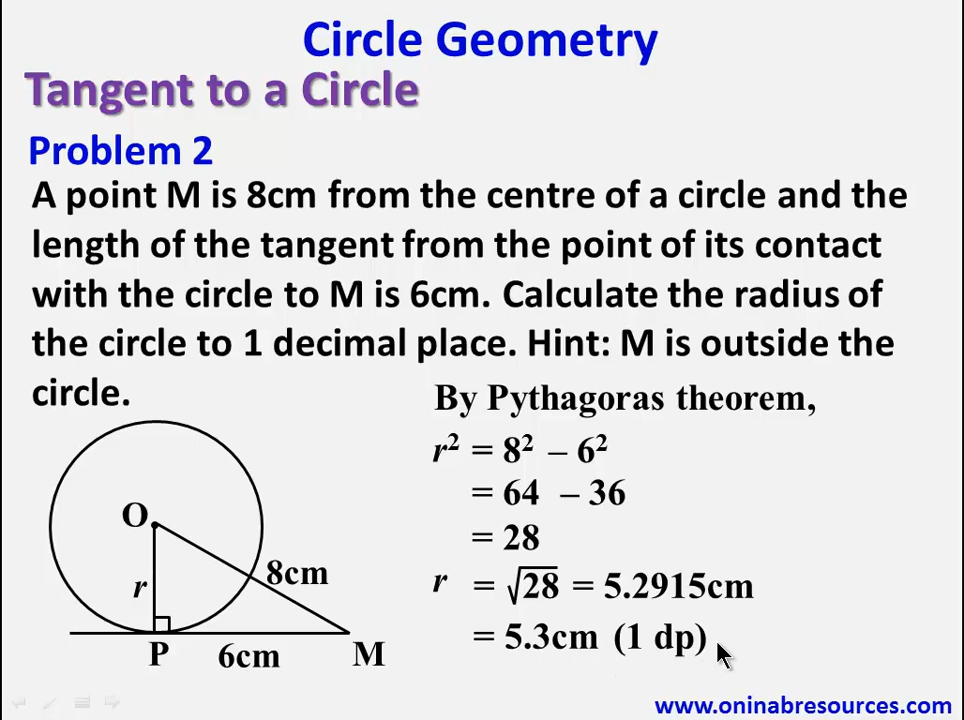 Circle Geometry
Tangent to a Circle
Problem 2
A point M is 8cm from the centre of a circle and the
length of the tangent from the point of its contact
with the circle to M is 6cm. Calculate the radius of
the circle to 1 decimal place. Hint: M is outside the
circle.
By Pythagoras theorem,
r² = 8² – 6²
= 64 – 36
= 28
r = √28 = 5.2915cm
= 5.3cm (1 dp)
O
r
8cm
P 6cm M
www.oninabresources.com